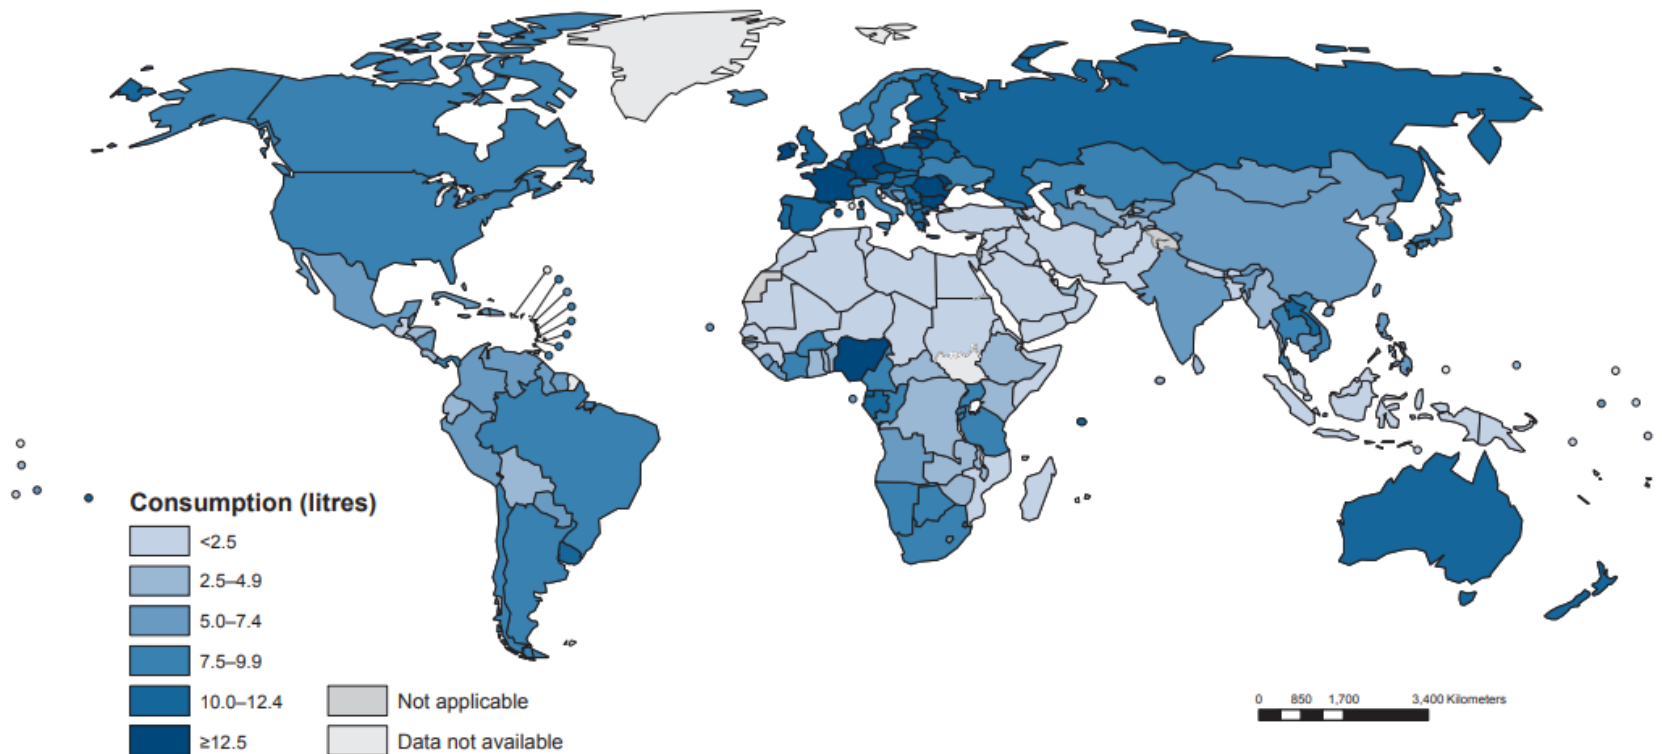 Consumption (litres)
<2.5
2.5–4.9
5.0–7.4
7.5–9.9
10.0–12.4
≥12.5
Not applicable
Data not available
0 850 1,700 3,400 Kilometers